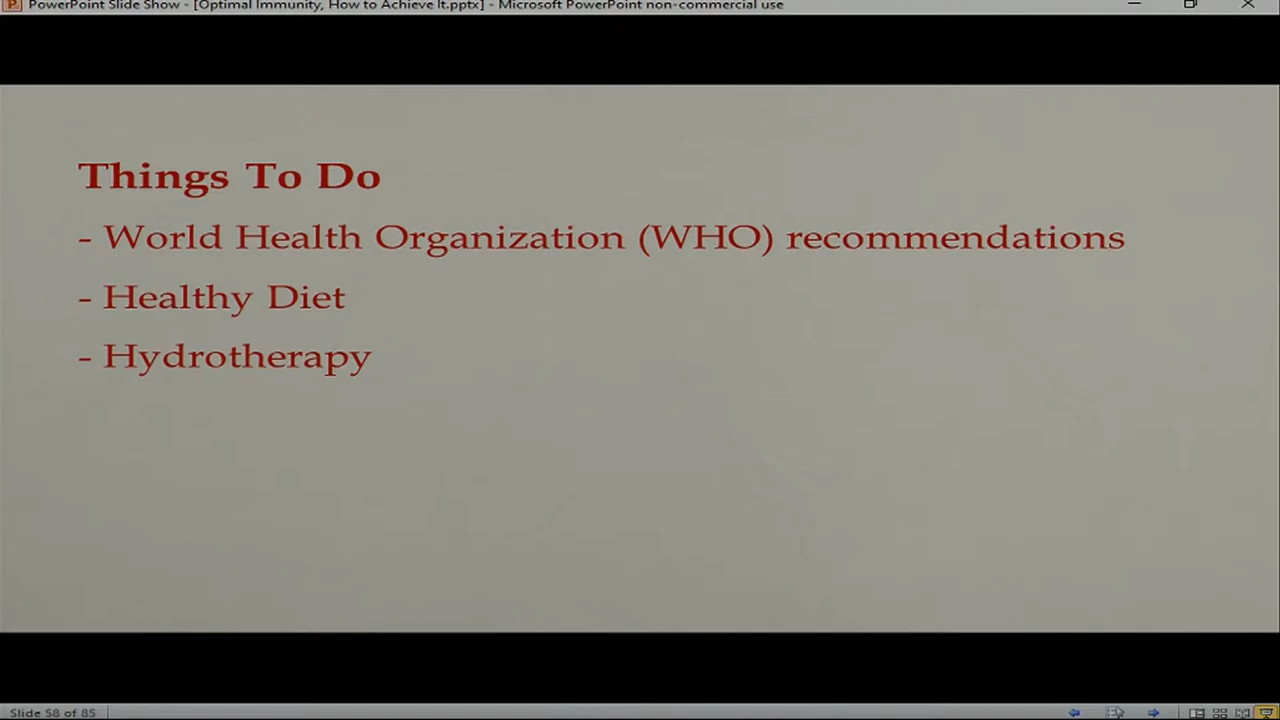 PowerPoint Slide Show - [Optimal Immunity, How to Achieve It.pptx] - Microsoft PowerPoint non-commercial use
Things To Do
- World Health Organization (WHO) recommendations
- Healthy Diet
- Hydrotherapy
Slide 58 of 85